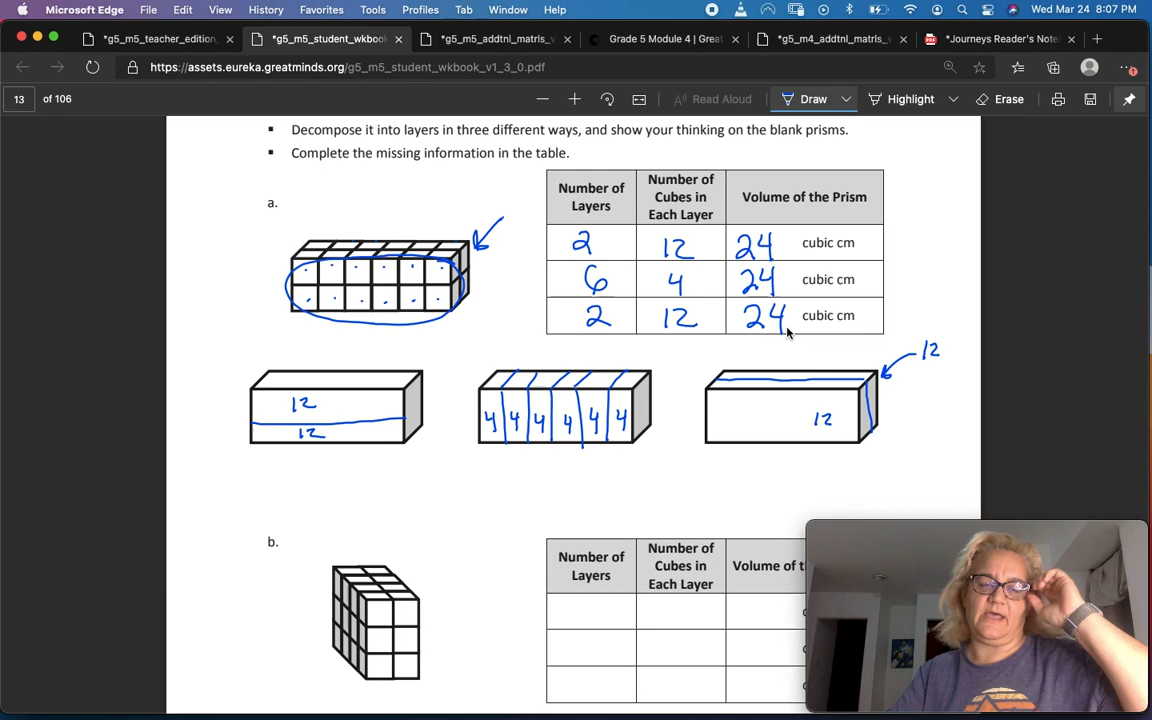 Microsoft Edge File Edit View History Favorites Tools Profiles Tab Window Help Wed Mar 24 8:07 PM
*g5_m5_teacher_edition_ *g5_m5_student_wkbook *g5_m5_addtnl_matrls_v Grade 5 Module 4 | Great *g5_m4_addtnl_matrls_v *Journeys Reader's Note
https://assets.eureka.greatminds.org/g5_m5_student_wkbook_v1_3_0.pdf
13 of 106 Read Aloud Draw Highlight Erase
Decompose it into layers in three different ways, and show your thinking on the blank prisms.
Complete the missing information in the table.
a.
Number of Layers
Number of Cubes in Each Layer
Volume of the Prism
2 12 24 cubic cm
6 4 24 cubic cm
2 12 24 cubic cm
12
12
12
4 4 4 4 4 4
12
b.
Number of Layers
Number of Cubes in Each Layer
Volume of t